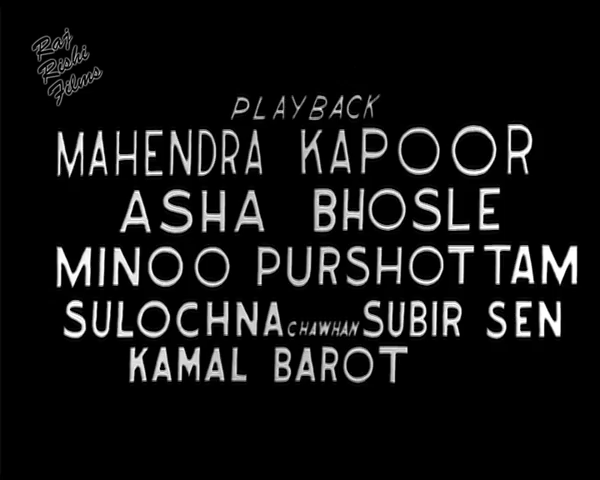 Raj
Rishi
Films
PLAYBACK
MAHENDRA KAPOOR
ASHA BHOSLE
MINOO PURSHOTTAM
SULOCHNA CHAWHAN SUBIR SEN
KAMAL BAROT